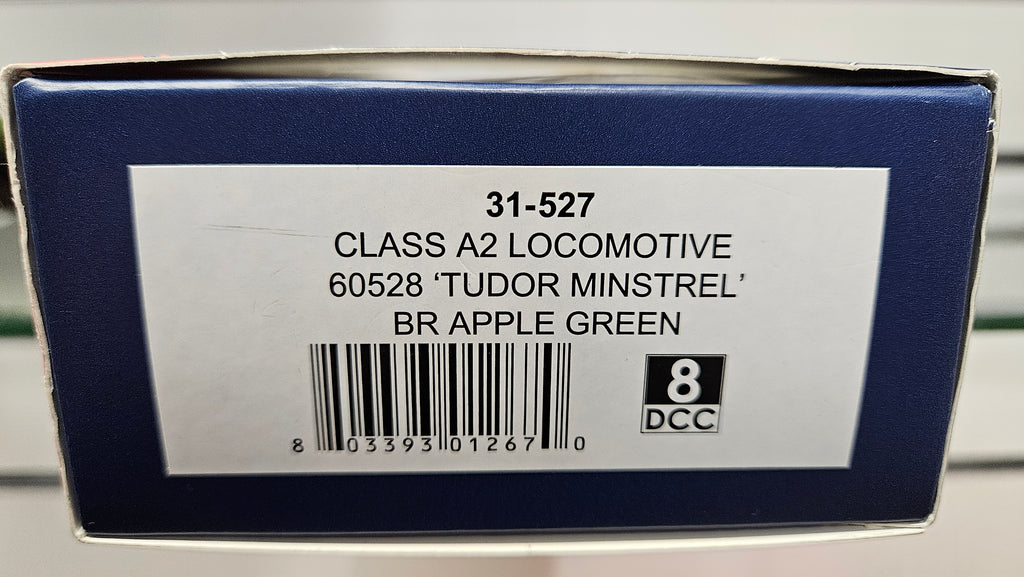 31-527
CLASS A2 LOCOMOTIVE
60528 ‘TUDOR MINSTREL’
BR APPLE GREEN
8 03393 01267 0
8
DCC